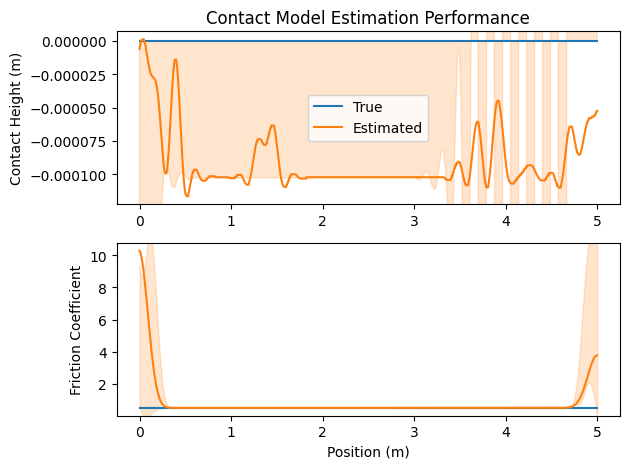 Contact Model Estimation Performance
Contact Height (m)
0.000000
−0.000025
−0.000050
−0.000075
−0.000100
True
Estimated
0 1 2 3 4 5
Friction Coefficient
10
8
6
4
2
0 1 2 3 4 5
Position (m)